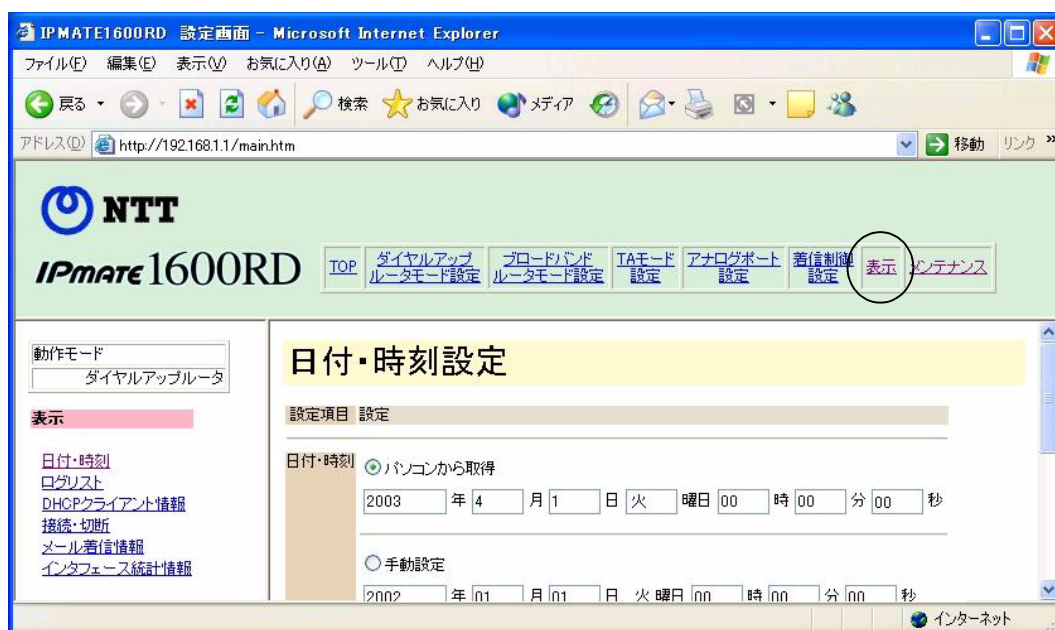 IPMATE1600RD 設定画面 - Microsoft Internet Explorer
ファイル(F) 編集(E) 表示(V) お気に入り(A) ツール(T) ヘルプ(H)
戻る 検索 お気に入り メディア
アドレス(D) http://192.168.1.1/main.htm 移動 リンク »
NTT
IPMATE 1600RD
TOP
ダイヤルアップ
ルータモード設定
ブロードバンド
ルータモード設定
TAモード
設定
アナログポート
設定
着信制御
設定
表示
メンテナンス
動作モード
ダイヤルアップルータ
表示
日付・時刻
ログリスト
DHCPクライアント情報
接続・切断
メール着信情報
インタフェース統計情報
日付・時刻設定
設定項目 設定
日付・時刻 パソコンから取得
2003 年 4 月 1 日 火 曜日 00 時 00 分 00 秒
手動設定
2002 年 01 月 01 日 火 曜日 00 時 00 分 00 秒
インターネット